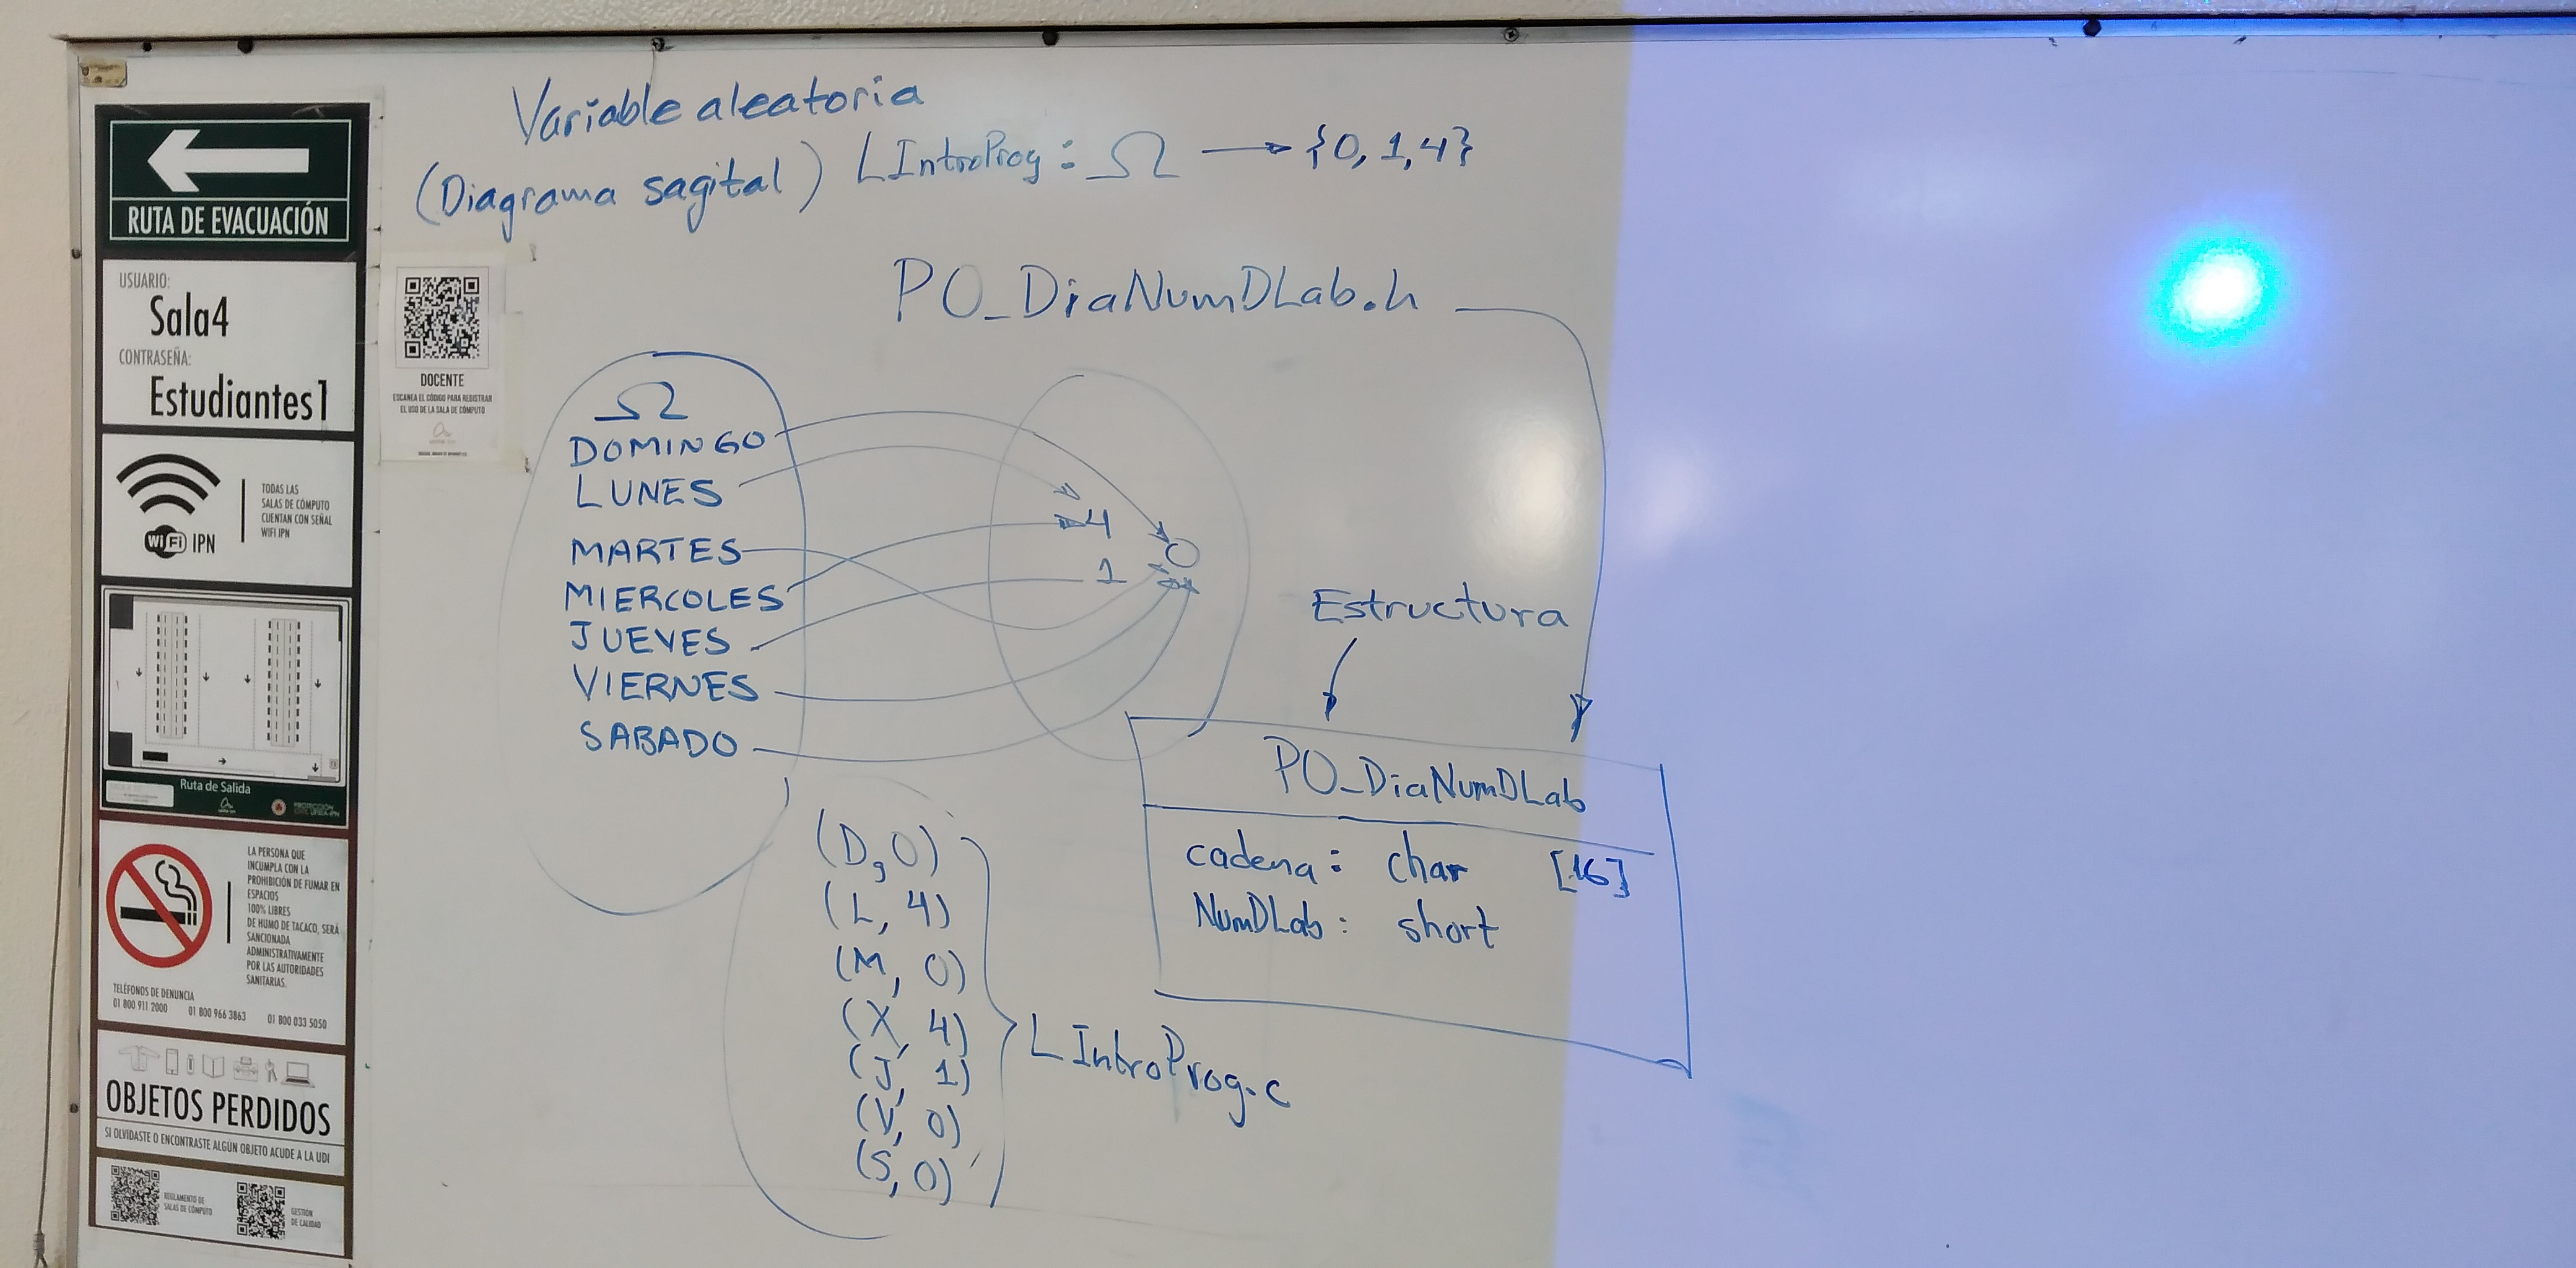 RUTA DE EVACUACIÓN
USUARIO:
Sala4
CONTRASEÑA:
Estudiantes1
WiFi IPN
TODAS LAS
SALAS DE CÓMPUTO
CUENTAN CON SEÑAL
WIFI IPN
Ruta de Salida
LA PERSONA QUE
INCUMPLA CON LA
PROHIBICIÓN DE FUMAR EN
ESPACIOS
100% LIBRES
DE HUMO DE TACACO, SERÁ
SANCIONADA
ADMINISTRATIVAMENTE
POR LAS AUTORIDADES
SANITARIAS.
TELÉFONOS DE DENUNCIA
01 800 911 2000 01 800 966 3863 01 800 033 5050
OBJETOS PERDIDOS
SI OLVIDASTE O ENCONTRASTE ALGÚN OBJETO ACUDE A LA UDI
REGLAMENTO DE
SALAS DE CÓMPUTO
GESTIÓN
DE CALIDAD
DOCENTE
ESCANEA EL CÓDIGO PARA REGISTRAR
EL USO DE LA SALA DE CÓMPUTO
Variable aleatoria
(Diagrama sagital) LIntroProg: Ω → {0, 1, 4}
PO_DiaNumDLab.h
Ω
DOMINGO
LUNES
MARTES
MIERCOLES
JUEVES
VIERNES
SABADO
4
0
1
Estructura
PO_DiaNumDLab
cadena: char [16]
NumDLab: short
(D, 0)
(L, 4)
(M, 0)
(X, 4)
(J, 1)
(V, 0)
(S, 0)
LIntroProg.c